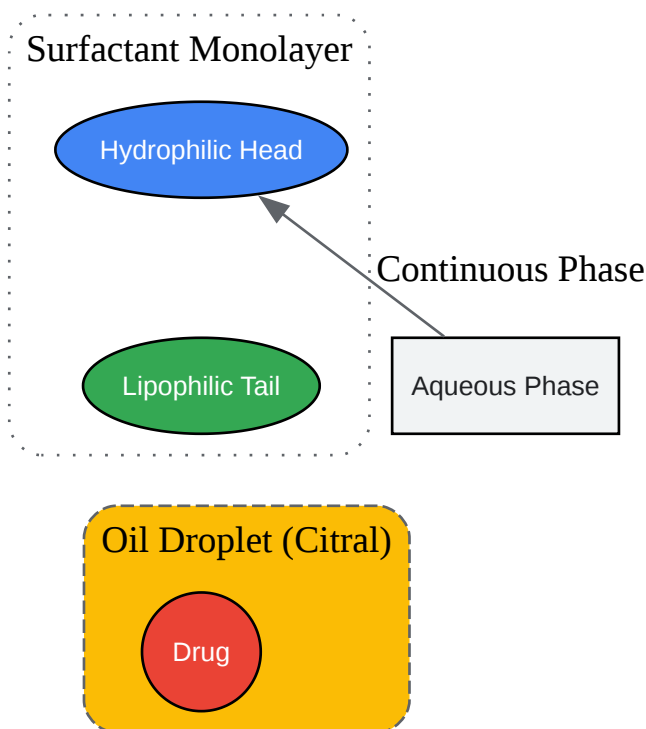 Surfactant Monolayer
Hydrophilic Head
Continuous Phase
Lipophilic Tail
Aqueous Phase
Oil Droplet (Citral)
Drug